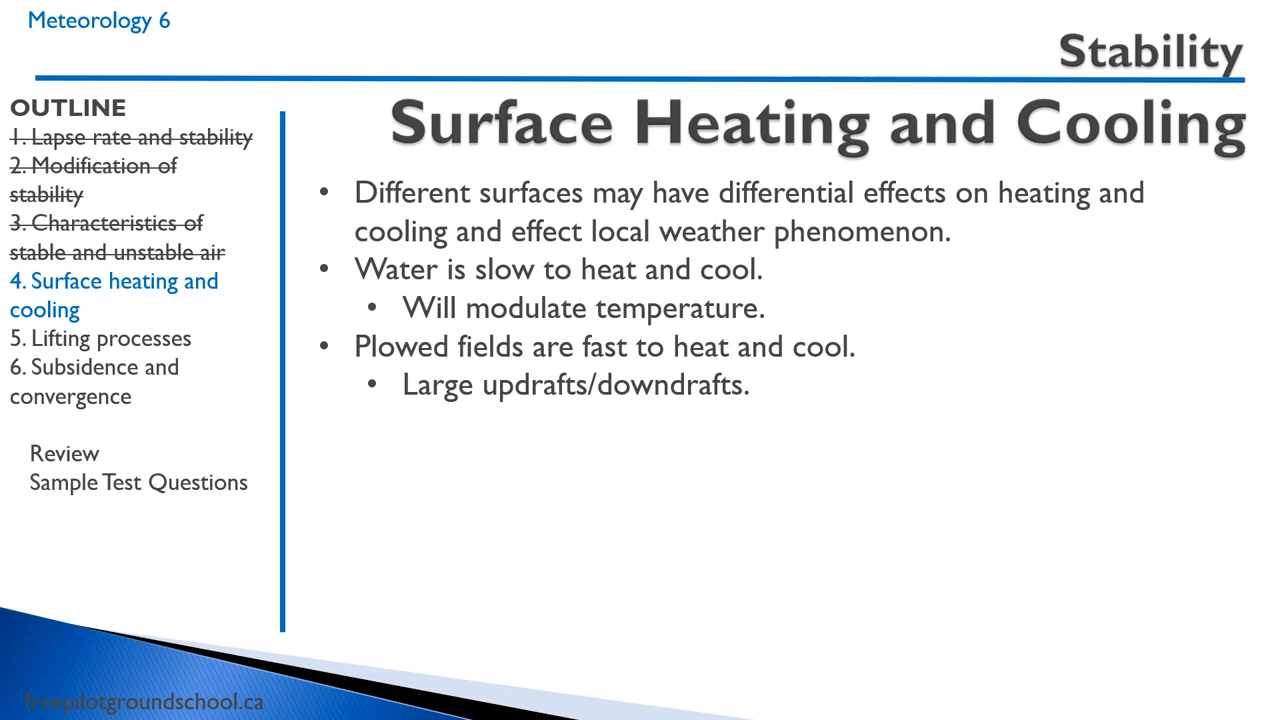 Meteorology 6
Stability
OUTLINE
1. Lapse rate and stability
2. Modification of
stability
3. Characteristics of
stable and unstable air
4. Surface heating and
cooling
5. Lifting processes
6. Subsidence and
convergence
Review
Sample Test Questions
Surface Heating and Cooling
• Different surfaces may have differential effects on heating and
cooling and effect local weather phenomenon.
• Water is slow to heat and cool.
• Will modulate temperature.
• Plowed fields are fast to heat and cool.
• Large updrafts/downdrafts.
freepilotgroundschool.ca